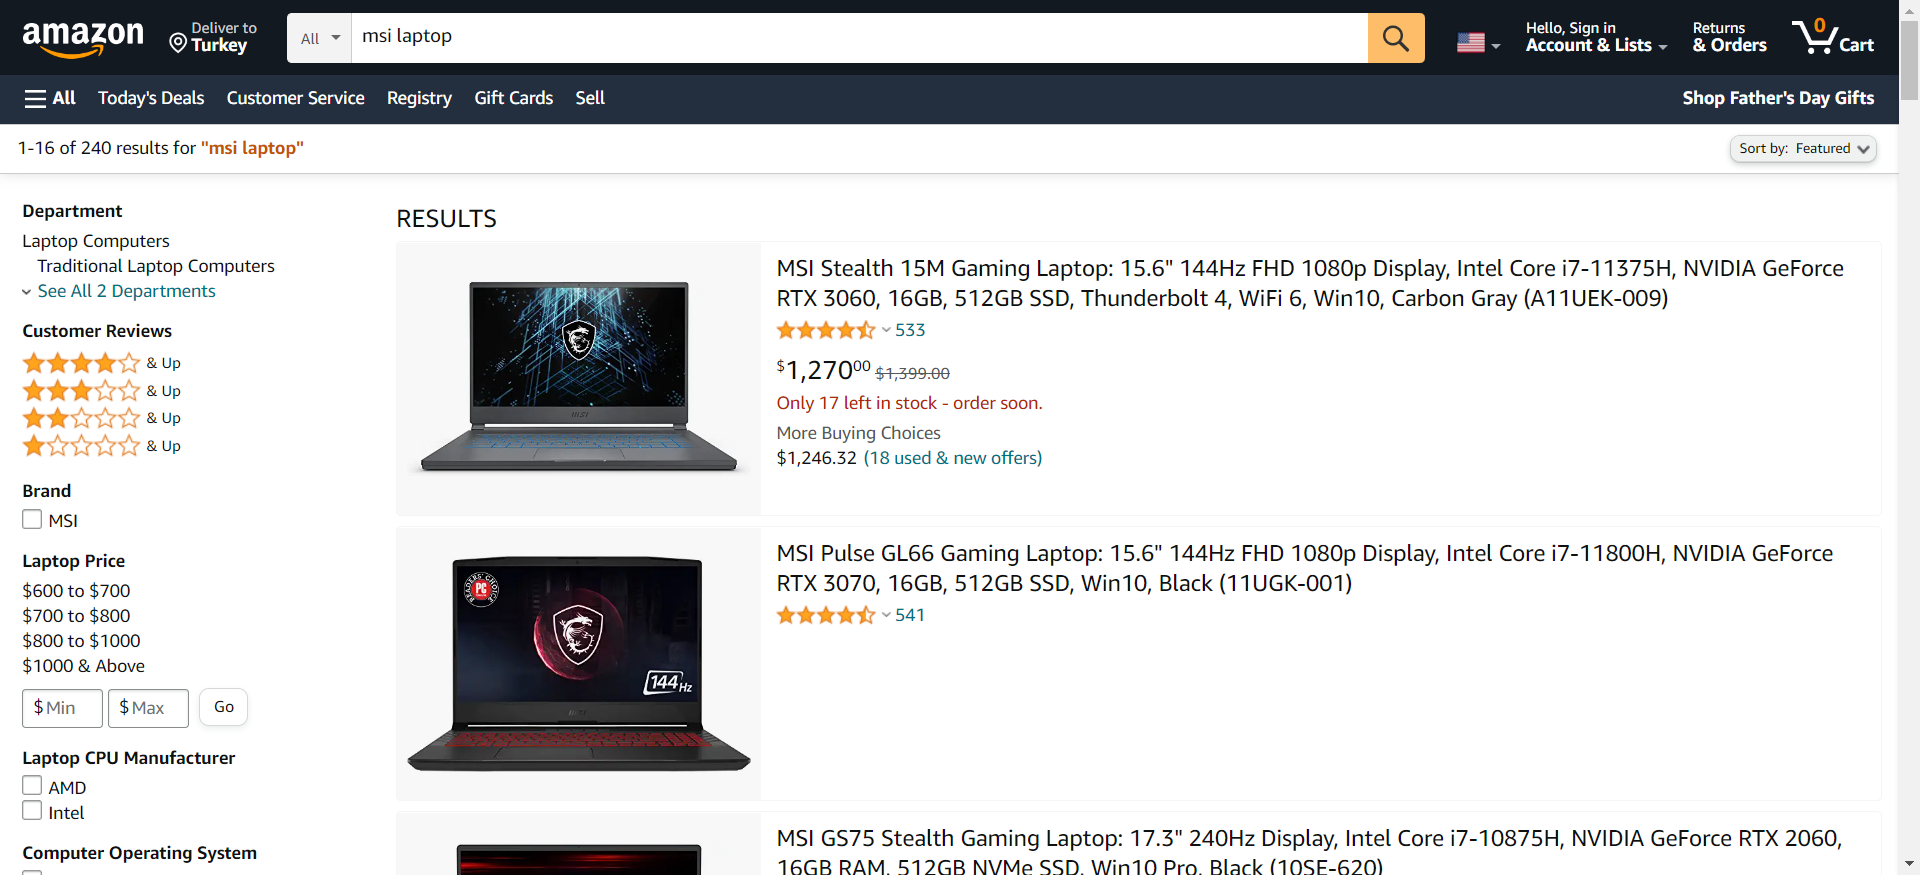 amazon
Deliver to
Turkey
All
msi laptop
Hello, Sign in
Account & Lists
Returns
& Orders
0
Cart
All
Today's Deals
Customer Service
Registry
Gift Cards
Sell
Shop Father's Day Gifts
1-16 of 240 results for "msi laptop"
Sort by: Featured
Department
Laptop Computers
Traditional Laptop Computers
See All 2 Departments
Customer Reviews
& Up
& Up
& Up
& Up
Brand
MSI
Laptop Price
$600 to $700
$700 to $800
$800 to $1000
$1000 & Above
$ Min
$ Max
Go
Laptop CPU Manufacturer
AMD
Intel
Computer Operating System
RESULTS
MSI Stealth 15M Gaming Laptop: 15.6" 144Hz FHD 1080p Display, Intel Core i7-11375H, NVIDIA GeForce
RTX 3060, 16GB, 512GB SSD, Thunderbolt 4, WiFi 6, Win10, Carbon Gray (A11UEK-009)
533
$1,27000 $1,399.00
Only 17 left in stock - order soon.
More Buying Choices
$1,246.32 (18 used & new offers)
msi
READERS' CHOICE
PC
144Hz
msi
MSI Pulse GL66 Gaming Laptop: 15.6" 144Hz FHD 1080p Display, Intel Core i7-11800H, NVIDIA GeForce
RTX 3070, 16GB, 512GB SSD, Win10, Black (11UGK-001)
541
MSI GS75 Stealth Gaming Laptop: 17.3" 240Hz Display, Intel Core i7-10875H, NVIDIA GeForce RTX 2060,
16GB RAM, 512GB NVMe SSD, Win10 Pro, Black (10SE-620)